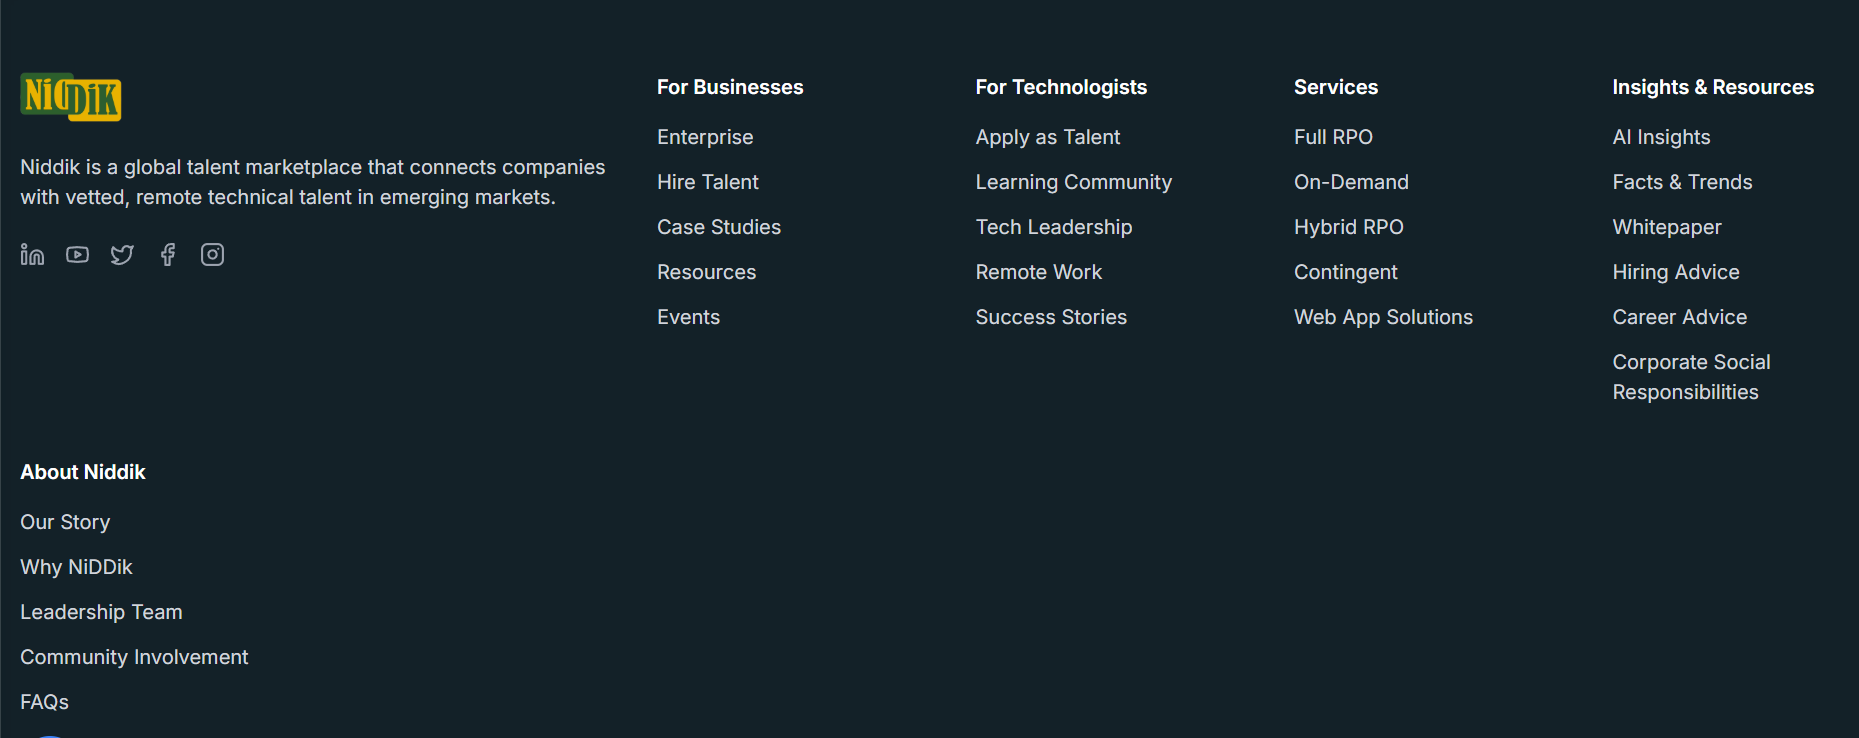 NiDDiK
Niddik is a global talent marketplace that connects companies
with vetted, remote technical talent in emerging markets.
For Businesses
Enterprise
Hire Talent
Case Studies
Resources
Events
For Technologists
Apply as Talent
Learning Community
Tech Leadership
Remote Work
Success Stories
Services
Full RPO
On-Demand
Hybrid RPO
Contingent
Web App Solutions
Insights & Resources
AI Insights
Facts & Trends
Whitepaper
Hiring Advice
Career Advice
Corporate Social
Responsibilities
About Niddik
Our Story
Why NiDDik
Leadership Team
Community Involvement
FAQs